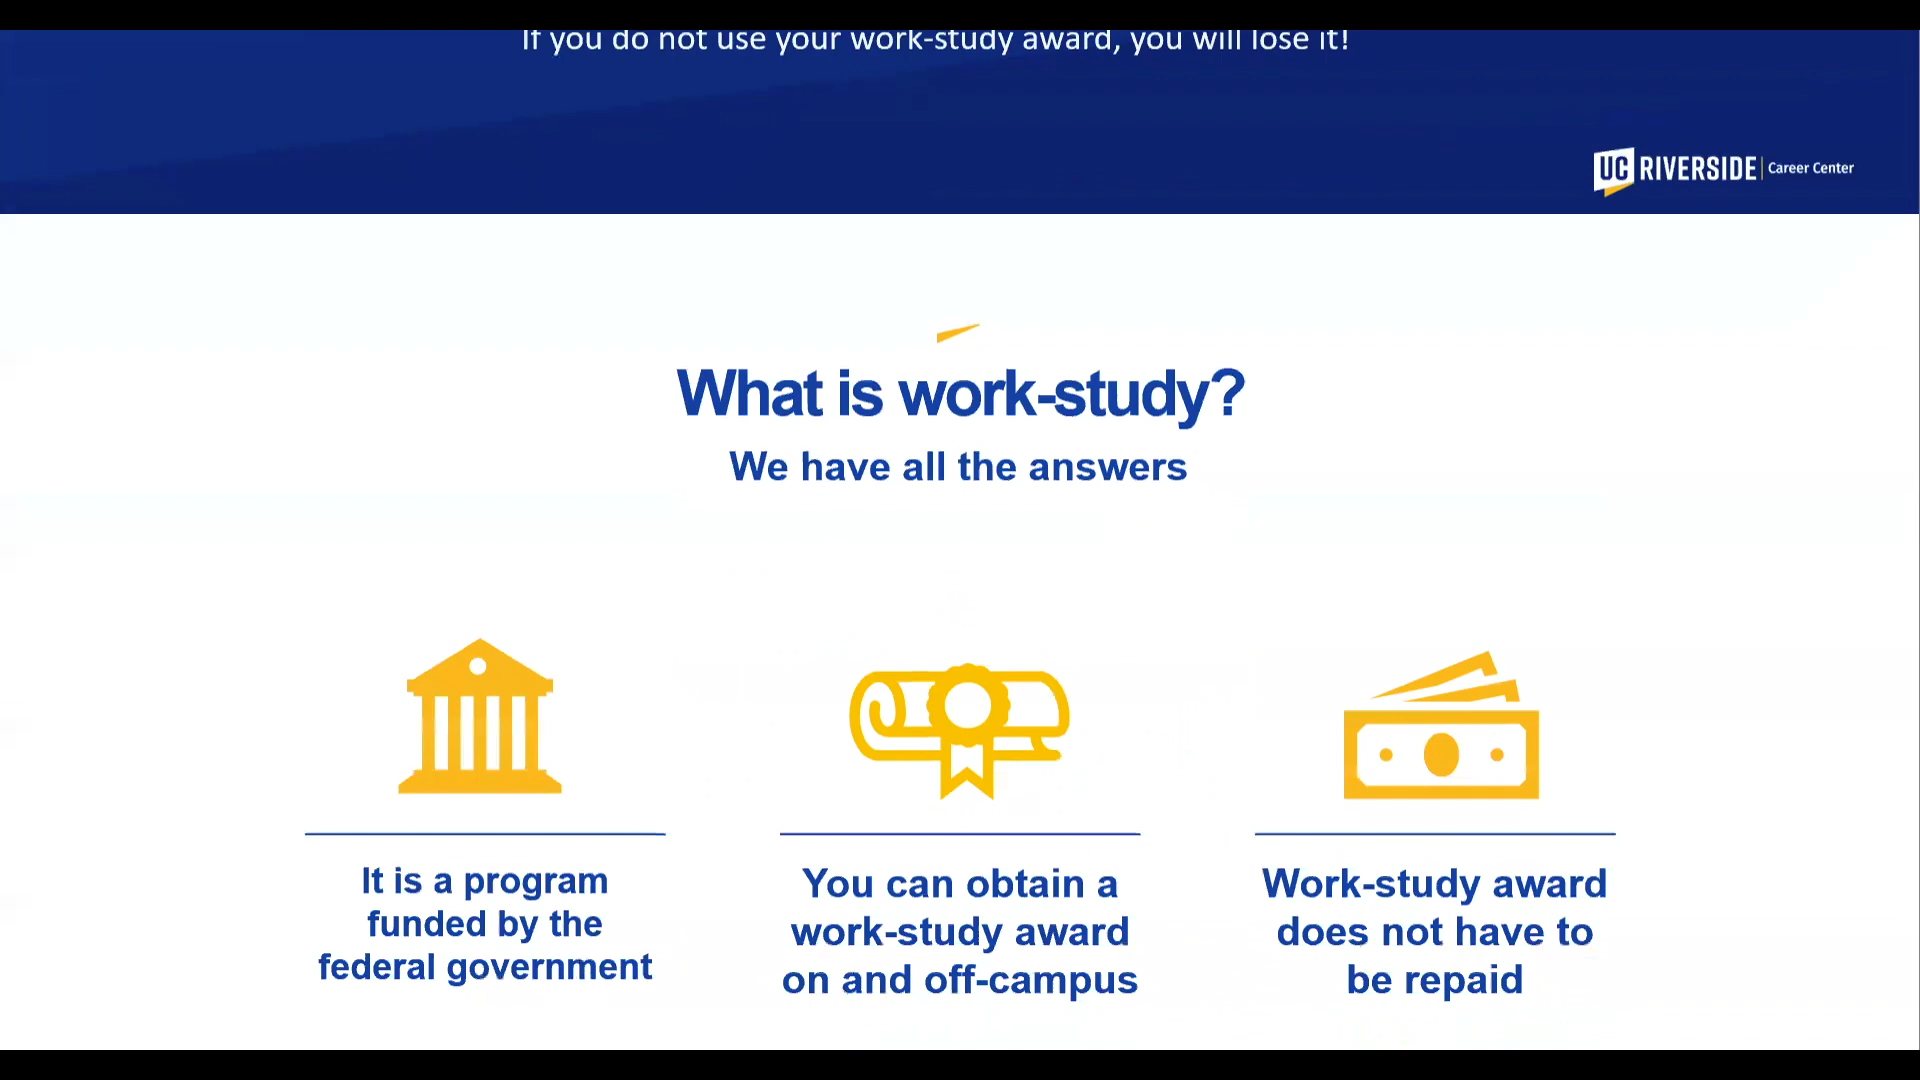 If you do not use your work-study award, you will lose it!
UC RIVERSIDE | Career Center
What is work-study?
We have all the answers
It is a program
funded by the
federal government
You can obtain a
work-study award
on and off-campus
Work-study award
does not have to
be repaid